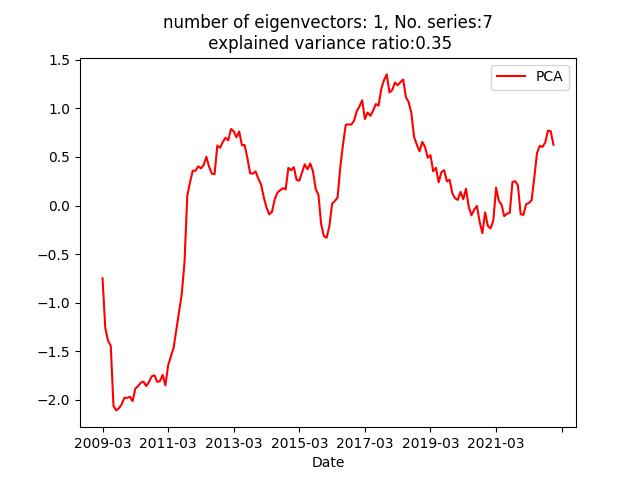 number of eigenvectors: 1, No. series:7
explained variance ratio:0.35
PCA
1.5
1.0
0.5
0.0
−0.5
−1.0
−1.5
−2.0
2009-03 2011-03 2013-03 2015-03 2017-03 2019-03 2021-03
Date